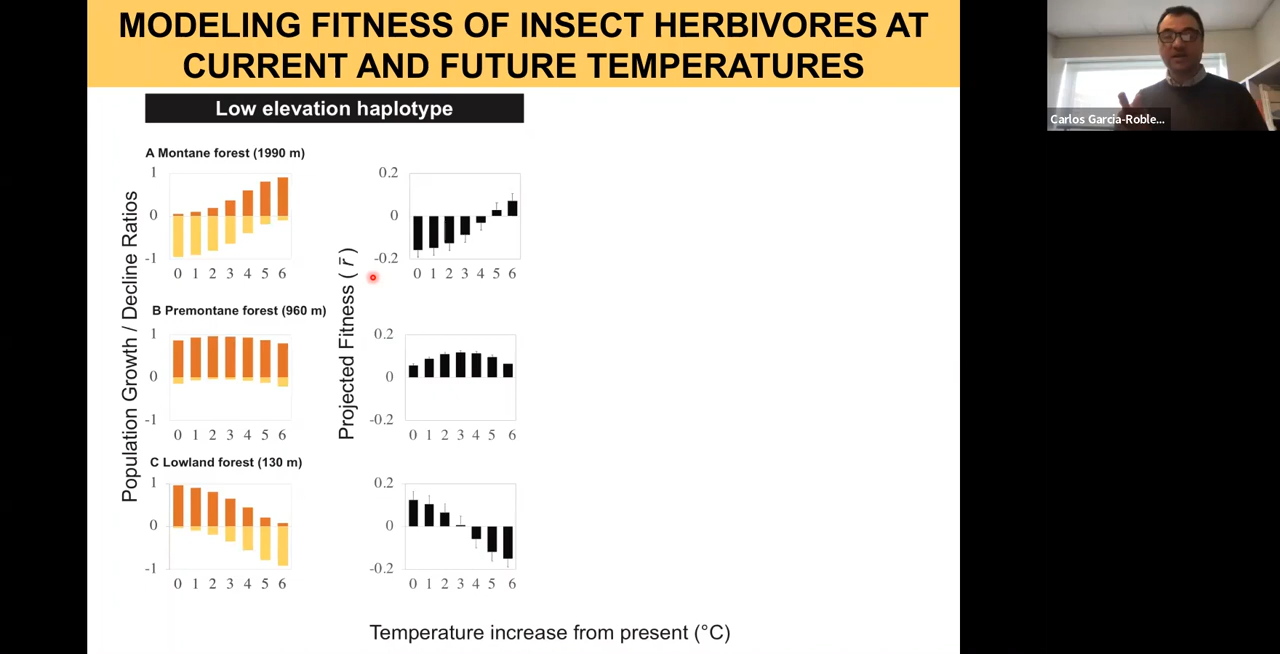 MODELING FITNESS OF INSECT HERBIVORES AT
CURRENT AND FUTURE TEMPERATURES
Carlos Garcia-Roble...
Low elevation haplotype
Population Growth / Decline Ratios
Projected Fitness ( r̄ )
A Montane forest (1990 m)
1
0
-1
0 1 2 3 4 5 6
0.2
0
-0.2
0 1 2 3 4 5 6
B Premontane forest (960 m)
1
0
-1
0 1 2 3 4 5 6
0.2
0
-0.2
0 1 2 3 4 5 6
C Lowland forest (130 m)
1
0
-1
0 1 2 3 4 5 6
0.2
0
-0.2
0 1 2 3 4 5 6
Temperature increase from present (°C)